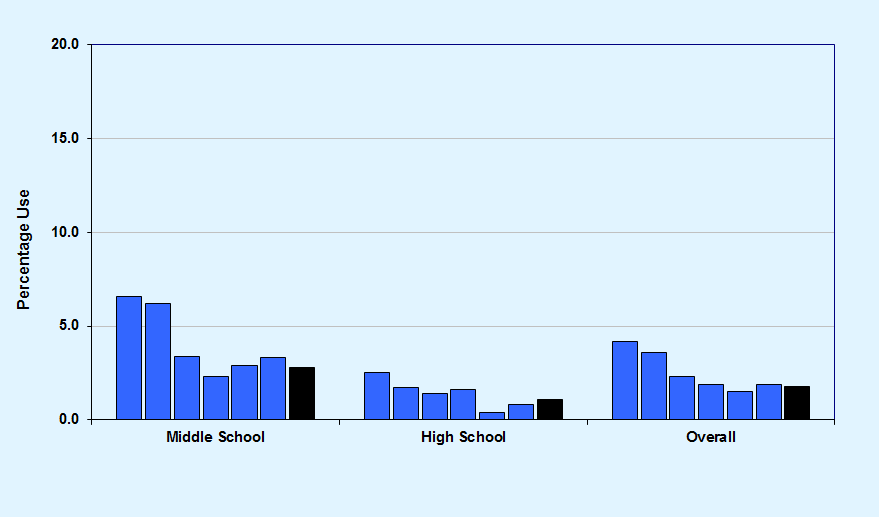 20.0
15.0
10.0
5.0
0.0
Percentage Use
Middle School
High School
Overall